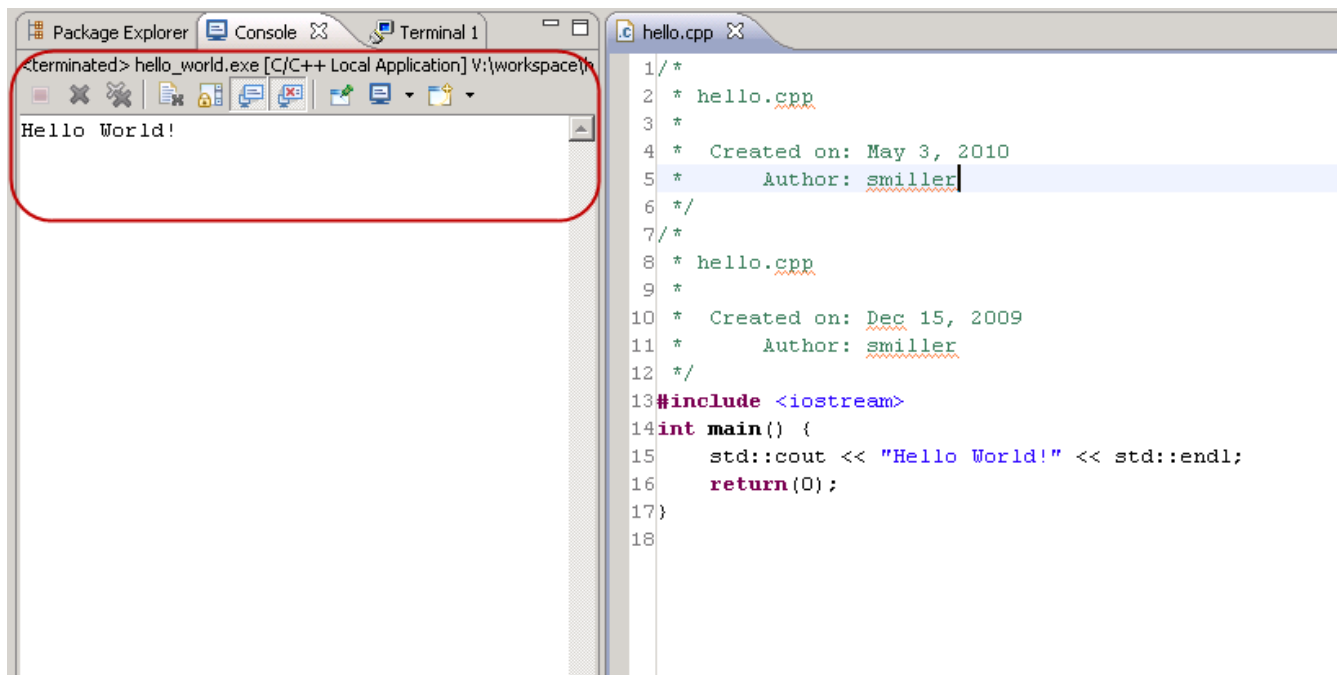 Package Explorer Console Terminal 1
<terminated> hello_world.exe [C/C++ Local Application] V:\workspace\h
Hello World!
hello.cpp
1/*
2 * hello.cpp
3 *
4 *  Created on: May 3, 2010
5 *      Author: smiller
6 */
7/*
8 * hello.cpp
9 *
10 *  Created on: Dec 15, 2009
11 *      Author: smiller
12 */
13#include <iostream>
14int main() {
15    std::cout << "Hello World!" << std::endl;
16    return(0);
17}
18